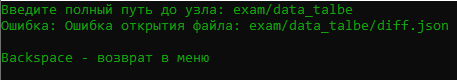 Введите полный путь до узла: exam/data_talbe
Ошибка: Ошибка открытия файла: exam/data_talbe/diff.json
Backspace - возврат в меню